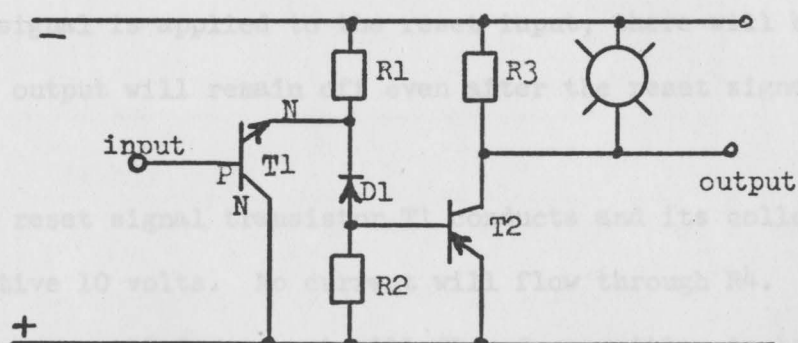 signal is applied to the reset input, there will
−
R1
R3
output will remain off even after the reset sign
N
input
T1
P
D1
output
N
reset signal transistor T1 conducts and its colle
T2
tive 10 volts. No current will flow through R4.
R2
+